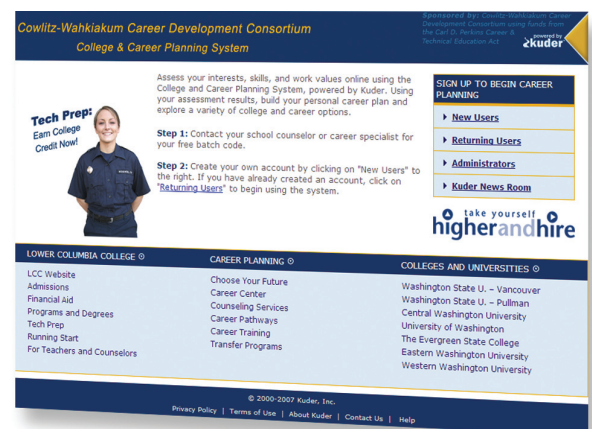 Cowlitz-Wahkiakum Career Development Consortium
College & Career Planning System
Sponsored by: Cowlitz-Wahkiakum Career
Development Consortium using funds from
the Carl D. Perkins Career &
Technical Education Act
powered by
kuder
Tech Prep:
Earn College
Credit Now!
Assess your interests, skills, and work values online using the
College and Career Planning System, powered by Kuder. Using
your assessment results, build your personal career plan and
explore a variety of college and career options.
Step 1: Contact your school counselor or career specialist for
your free batch code.
Step 2: Create your own account by clicking on "New Users" to
the right. If you have already created an account, click on
"Returning Users" to begin using the system.
SIGN UP TO BEGIN CAREER
PLANNING
New Users
Returning Users
Administrators
Kuder News Room
take yourself
higherandhire
LOWER COLUMBIA COLLEGE
LCC Website
Admissions
Financial Aid
Programs and Degrees
Tech Prep
Running Start
For Teachers and Counselors
CAREER PLANNING
Choose Your Future
Career Center
Counseling Services
Career Pathways
Career Training
Transfer Programs
COLLEGES AND UNIVERSITIES
Washington State U. – Vancouver
Washington State U. – Pullman
Central Washington University
University of Washington
The Evergreen State College
Eastern Washington University
Western Washington University
© 2000-2007 Kuder, Inc.
Privacy Policy | Terms of Use | About Kuder | Contact Us | Help